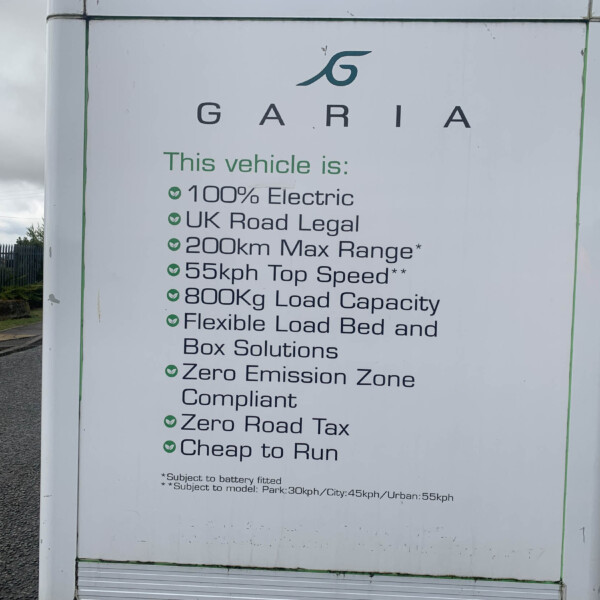 G
GARIA
This vehicle is:
100% Electric
UK Road Legal
200km Max Range*
55kph Top Speed**
800Kg Load Capacity
Flexible Load Bed and
Box Solutions
Zero Emission Zone
Compliant
Zero Road Tax
Cheap to Run
*Subject to battery fitted
**Subject to model: Park:30kph/City:45kph/Urban:55kph